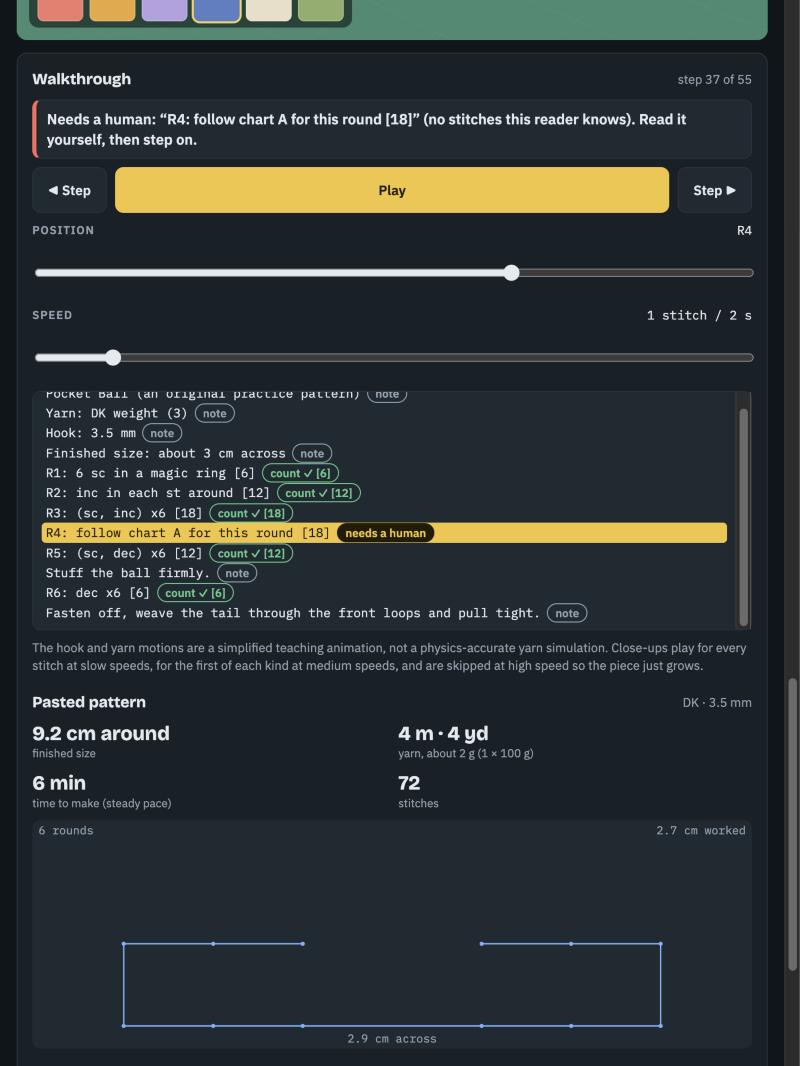 Walkthrough
step 37 of 55
Needs a human: “R4: follow chart A for this round [18]” (no stitches this reader knows). Read it
yourself, then step on.
Step
Play
Step
POSITION
R4
SPEED
1 stitch / 2 s
Pocket Ball (an original practice pattern) note
Yarn: DK weight (3) note
Hook: 3.5 mm note
Finished size: about 3 cm across note
R1: 6 sc in a magic ring [6] count ✓ [6]
R2: inc in each st around [12] count ✓ [12]
R3: (sc, inc) x6 [18] count ✓ [18]
R4: follow chart A for this round [18] needs a human
R5: (sc, dec) x6 [12] count ✓ [12]
Stuff the ball firmly. note
R6: dec x6 [6] count ✓ [6]
Fasten off, weave the tail through the front loops and pull tight. note
The hook and yarn motions are a simplified teaching animation, not a physics-accurate yarn simulation. Close-ups play for every
stitch at slow speeds, for the first of each kind at medium speeds, and are skipped at high speed so the piece just grows.
Pasted pattern
DK · 3.5 mm
9.2 cm around
finished size
4 m · 4 yd
yarn, about 2 g (1 × 100 g)
6 min
time to make (steady pace)
72
stitches
6 rounds
2.7 cm worked
2.9 cm across